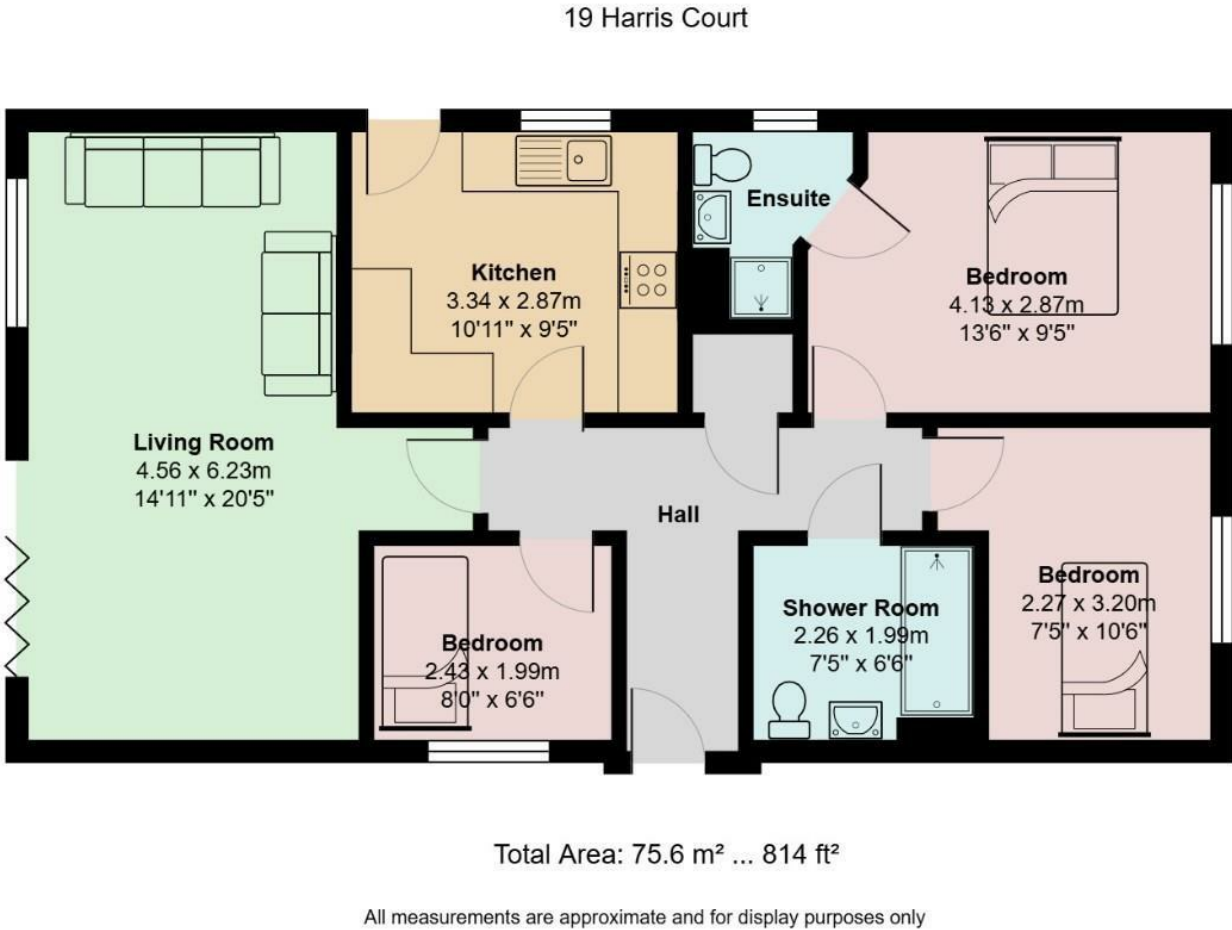 19 Harris Court
Ensuite
Kitchen
3.34 x 2.87m
10'11" x 9'5"
Bedroom
4.13 x 2.87m
13'6" x 9'5"
Living Room
4.56 x 6.23m
14'11" x 20'5"
Hall
Bedroom
2.27 x 3.20m
7'5" x 10'6"
Shower Room
2.26 x 1.99m
7'5" x 6'6"
Bedroom
2.43 x 1.99m
8'0" x 6'6"
Total Area: 75.6 m² ... 814 ft²
All measurements are approximate and for display purposes only